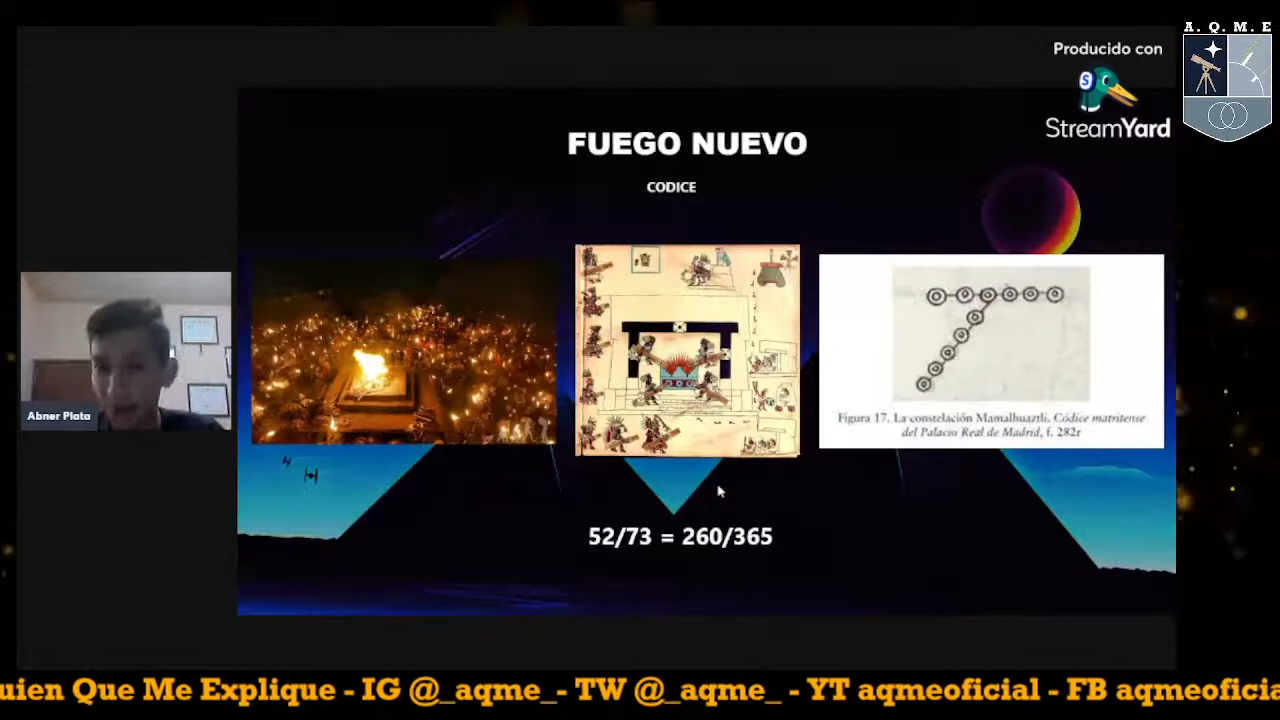 A. Q. M. E
Producido con
StreamYard
FUEGO NUEVO
CODICE
Abner Plata
Figura 17. La constelación Mamalhuaztli. Códice matritense
del Palacio Real de Madrid, f. 282r
52/73 = 260/365
uien Que Me Explique - IG @_aqme_- TW @_aqme_ - YT aqmeoficial - FB aqmeoficia